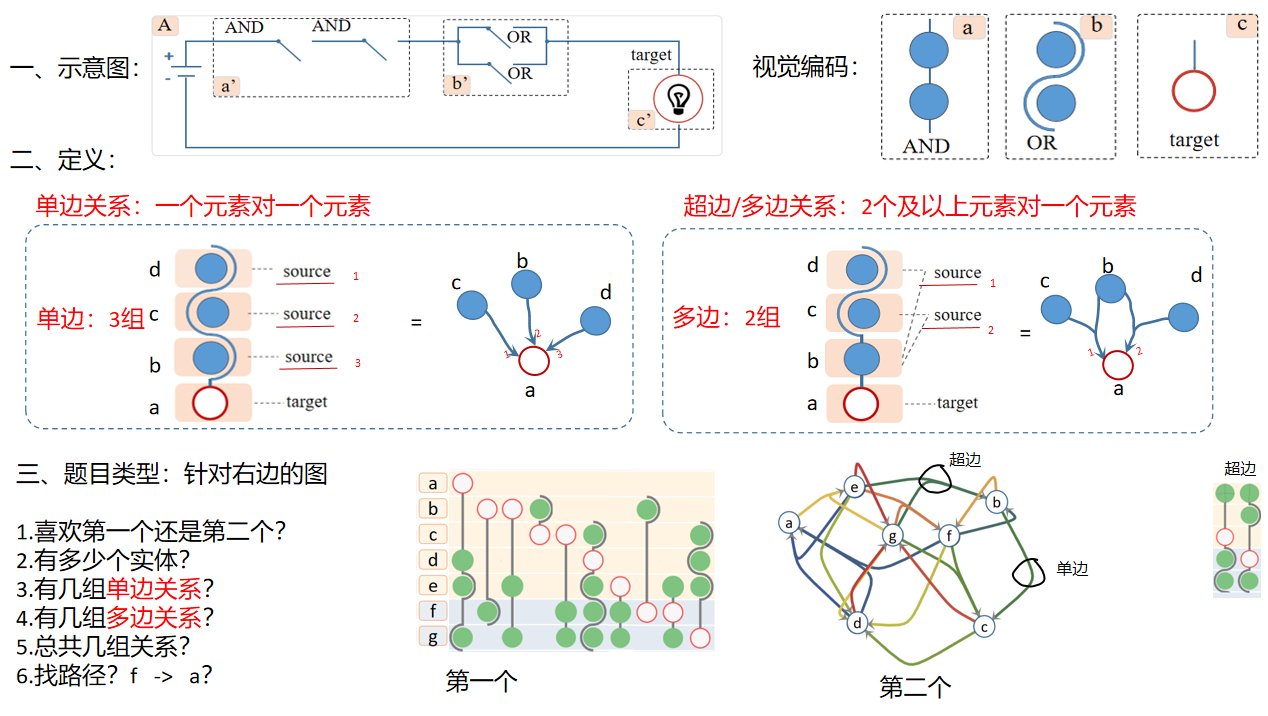 一、示意图：
A
AND
AND
+
-
a’
OR
OR
b’
target
c’
视觉编码：
a
AND
b
OR
c
target
二、定义：
单边关系：一个元素对一个元素
单边：3组
d
source
1
c
source
2
b
source
3
a
target
=
c
b
d
1
2
3
a
超边/多边关系：2个及以上元素对一个元素
多边：2组
d
source
1
c
source
2
b
a
target
=
c
b
d
1
2
a
三、题目类型：针对右边的图
1.喜欢第一个还是第二个？
2.有多少个实体？
3.有几组单边关系？
4.有几组多边关系？
5.总共几组关系？
6.找路径？f -> a？
a
b
c
d
e
f
g
第一个
超边
e
b
a
g
f
单边
d
c
第二个
超边